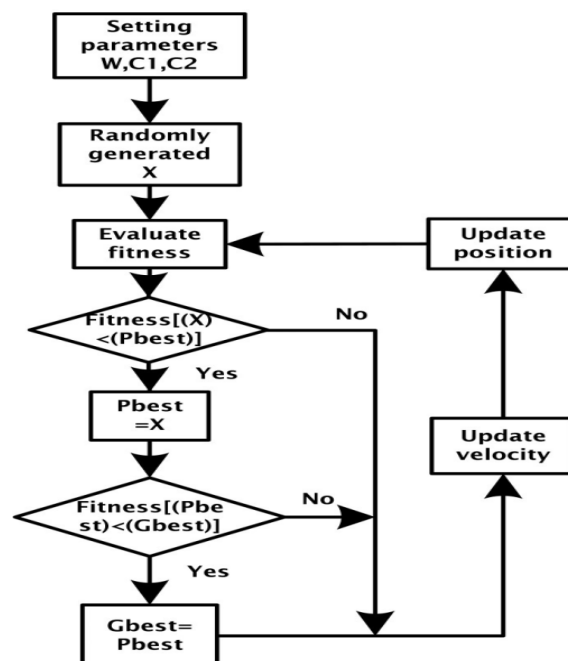 Setting
parameters
W,C1,C2
Randomly
generated
X
Evaluate
fitness
Update
position
Fitness[(X)
<(Pbest)]
No
Yes
Pbest
=X
Update
velocity
Fitness[(Pbe
st)<(Gbest)]
No
Yes
Gbest=
Pbest